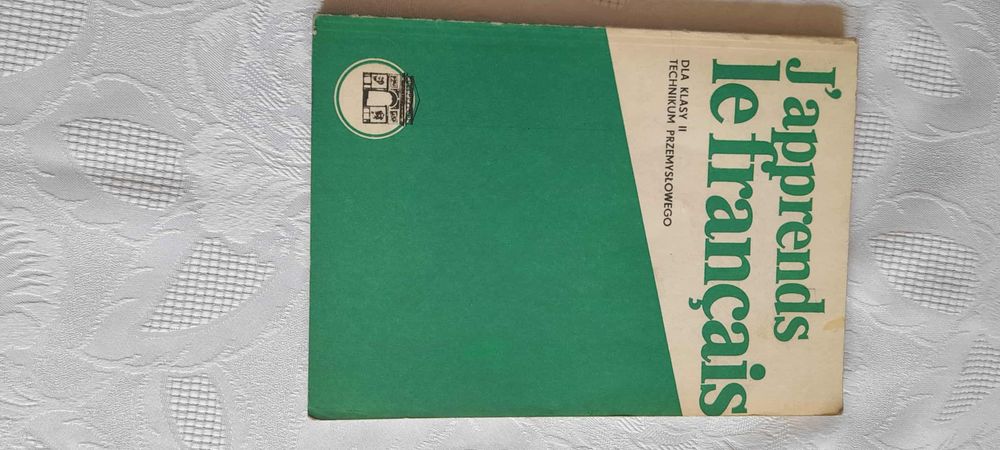 J'apprends
le français
DLA KLASY II
TECHNIKUM PRZEMYSŁOWEGO